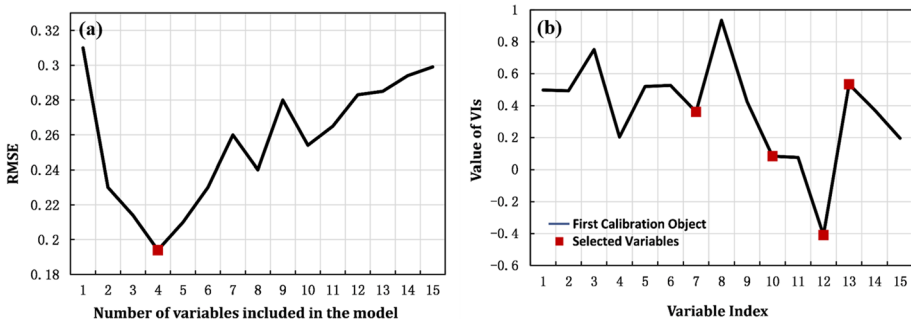 (a)
0.32
0.3
0.28
0.26
0.24
0.22
0.2
0.18
RMSE
1 2 3 4 5 6 7 8 9 10 11 12 13 14 15
Number of variables included in the model
(b)
1
0.8
0.6
0.4
0.2
0
−0.2
−0.4
−0.6
Value of VIs
First Calibration Object
Selected Variables
1 2 3 4 5 6 7 8 9 10 11 12 13 14 15
Variable Index